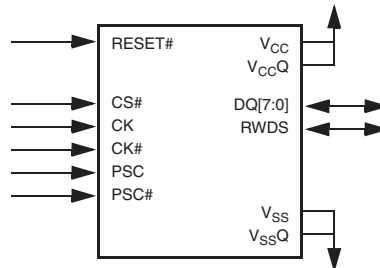 RESET#
VCC
VCCQ
CS#
DQ[7:0]
CK
RWDS
CK#
PSC
PSC#
VSS
VSSQ